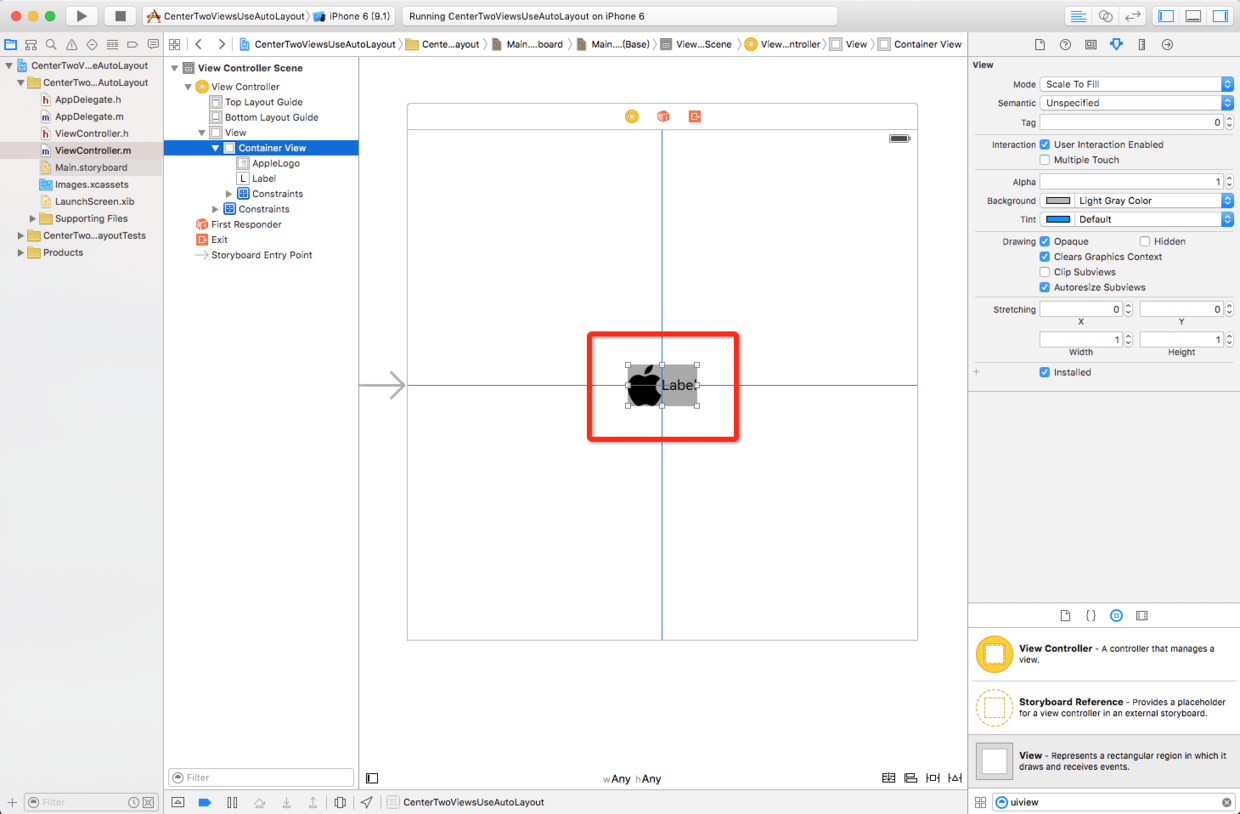 CenterTwoViewsUseAutoLayout iPhone 6 (9.1) Running CenterTwoViewsUseAutoLayout on iPhone 6
CenterTwoViewsUseAutoLayout Cente...ayout Main....board Main....(Base) View...Scene View...ntroller View Container View
CenterTwoV...eAutoLayout
CenterTwo...AutoLayout
h AppDelegate.h
m AppDelegate.m
h ViewController.h
m ViewController.m
Main.storyboard
Images.xcassets
LaunchScreen.xib
Supporting Files
CenterTwo...ayoutTests
Products
Filter
View Controller Scene
View Controller
Top Layout Guide
Bottom Layout Guide
View
Container View
AppleLogo
L Label
Constraints
Constraints
First Responder
Exit
Storyboard Entry Point
Filter
Labe
wAny hAny
CenterTwoViewsUseAutoLayout
View
Mode Scale To Fill
Semantic Unspecified
Tag 0
Interaction User Interaction Enabled
Multiple Touch
Alpha 1
Background Light Gray Color
Tint Default
Drawing Opaque Hidden
Clears Graphics Context
Clip Subviews
Autoresize Subviews
Stretching 0 0
X Y
1 1
Width Height
Installed
View Controller - A controller that manages a
view.
Storyboard Reference - Provides a placeholder
for a view controller in an external storyboard.
View - Represents a rectangular region in which it
draws and receives events.
uiview